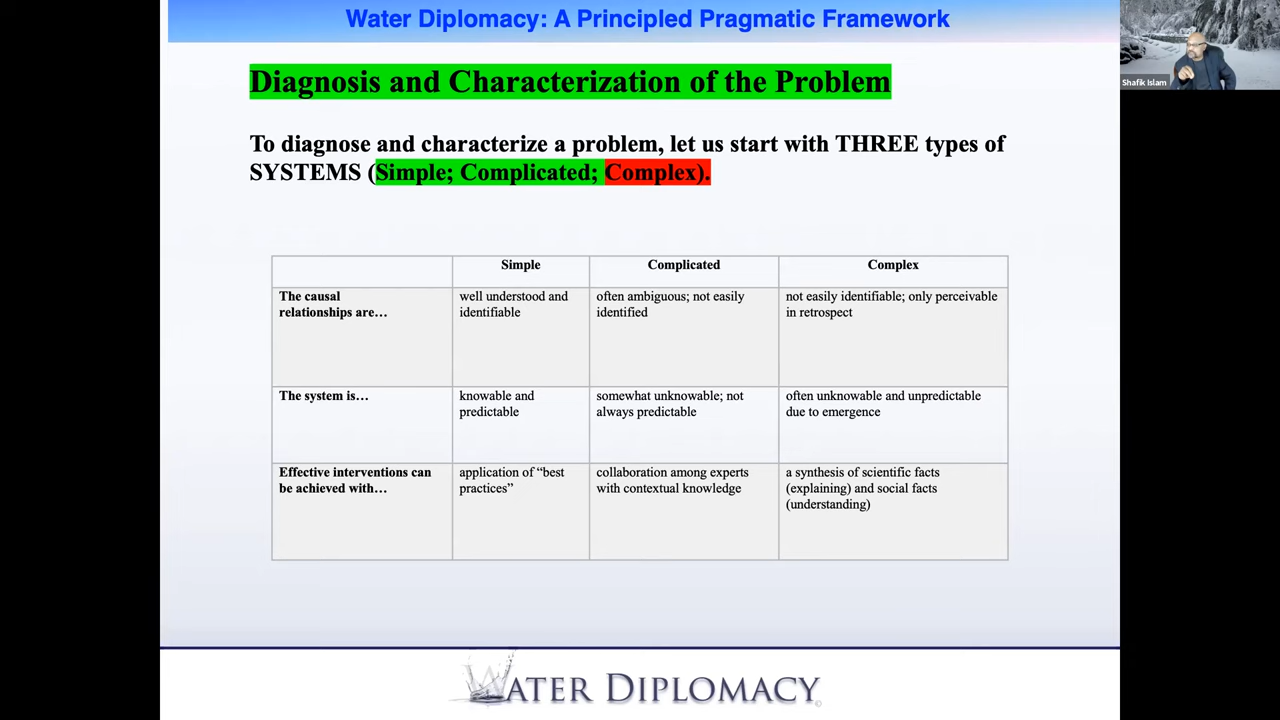 Water Diplomacy: A Principled Pragmatic Framework
Shafik Islam
Diagnosis and Characterization of the Problem
To diagnose and characterize a problem, let us start with THREE types of
SYSTEMS (Simple; Complicated; Complex).
Simple
Complicated
Complex
The causal
relationships are…
well understood and
identifiable
often ambiguous; not easily
identified
not easily identifiable; only perceivable
in retrospect
The system is…
knowable and
predictable
somewhat unknowable; not
always predictable
often unknowable and unpredictable
due to emergence
Effective interventions can
be achieved with…
application of “best
practices”
collaboration among experts
with contextual knowledge
a synthesis of scientific facts
(explaining) and social facts
(understanding)
WATER DIPLOMACY©